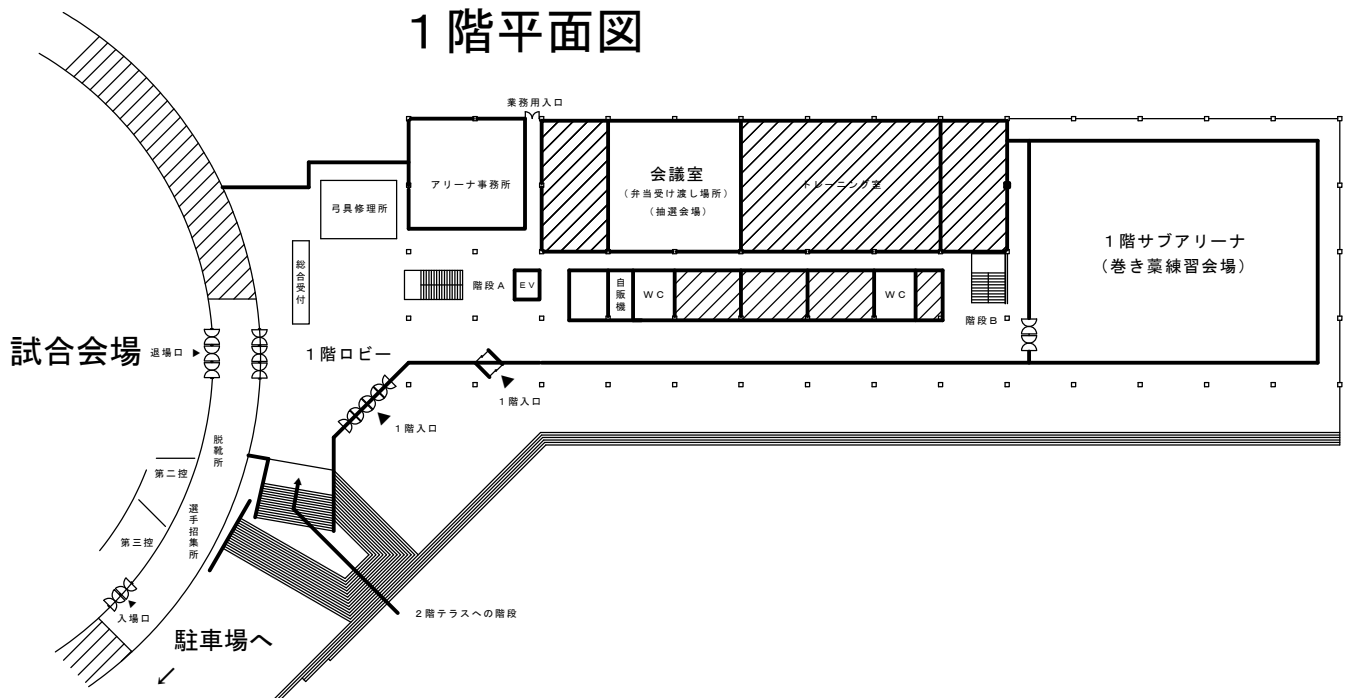 1階平面図
業務用入口
アリーナ事務所
会議室
(弁当受け渡し場所)
(抽選会場)
トレーニング室
弓具修理所
1階サブアリーナ
(巻き藁練習会場)
総合受付
階段A
EV
自販機
WC
WC
階段B
試合会場
退場口
1階ロビー
1階入口
1階入口
脱靴所
第二控
選手招集所
第三控
入場口
2階テラスへの階段
駐車場へ